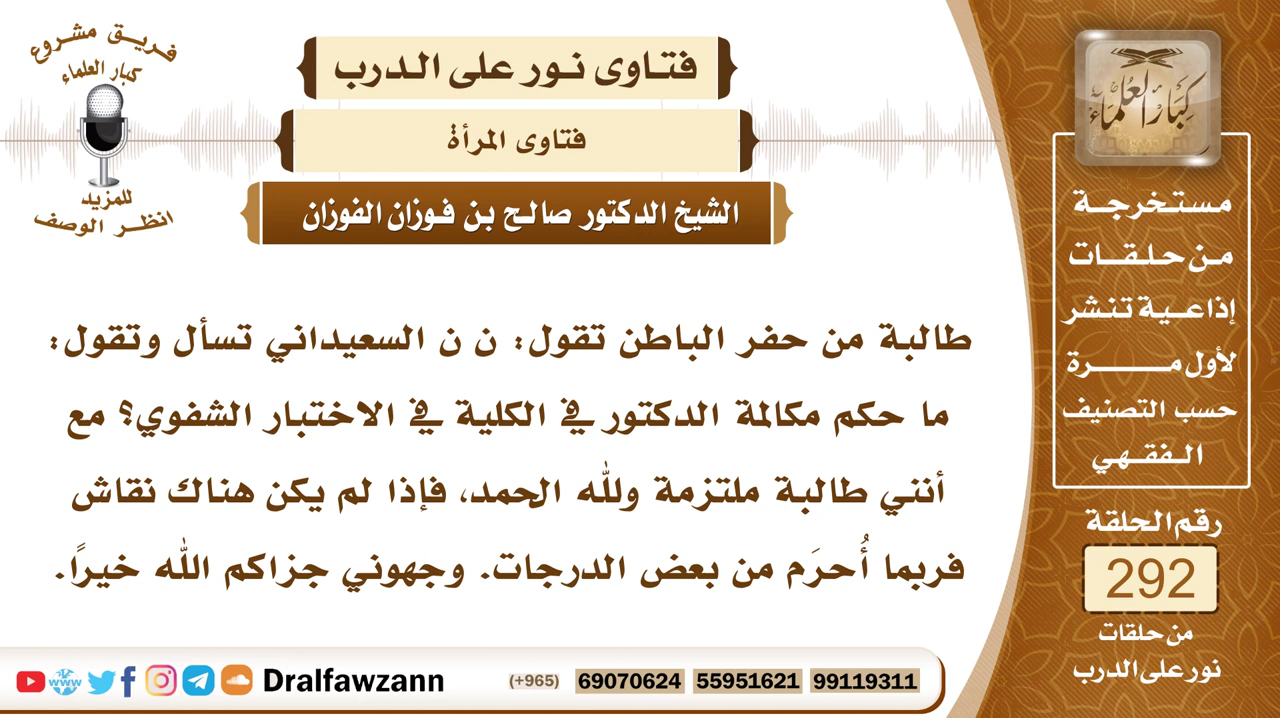 فريق مشروع
كبار العلماء
للمزيد
انظر الوصف
فتاوى نور على الدرب
فتاوى المرأة
الشيخ الدكتور صالح بن فوزان الفوزان
طالبة من حفر الباطن تقول: ن ن السعيداني تسأل وتقول:
ما حكم مكالمة الدكتور في الكلية في الاختبار الشفوي؟ مع
أنني طالبة ملتزمة ولله الحمد، فإذا لم يكن هناك نقاش
فربما أُحرَم من بعض الدرجات. وجهوني جزاكم الله خيرًا.
كبار العلماء
مستخرجة
من حلقات
إذاعية تنشر
لأول مرة
حسب التصنيف
الفقهي
رقم الحلقة
292
من حلقات
نور على الدرب
www
Dralfawzann (+965) 69070624 55951621 99119311